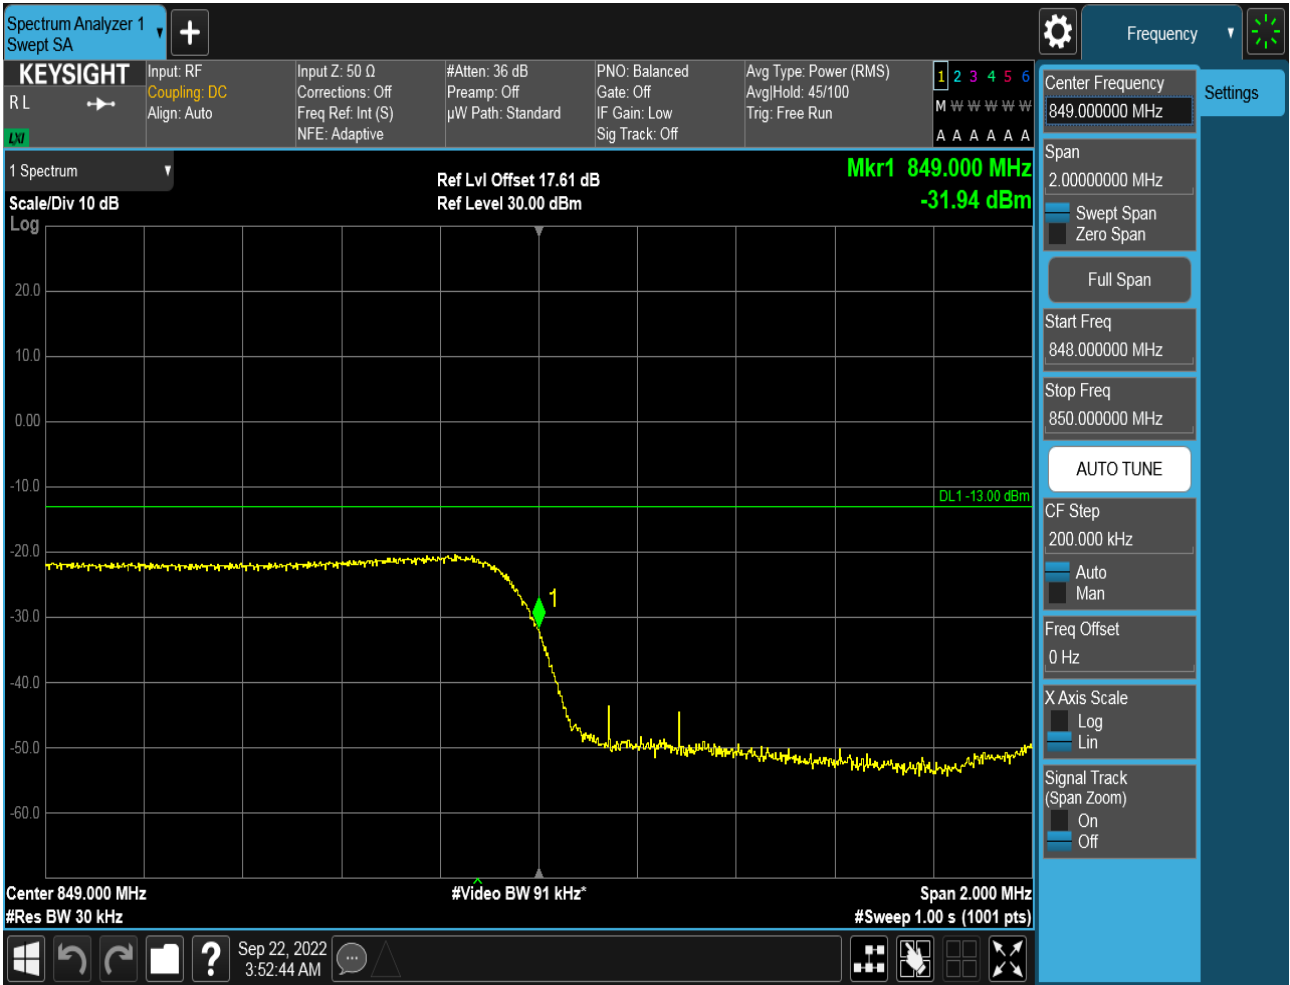 Spectrum Analyzer 1
Swept SA
Frequency
KEYSIGHT
R L
LXI
Input: RF
Coupling: DC
Align: Auto
Input Z: 50 Ω
Corrections: Off
Freq Ref: Int (S)
NFE: Adaptive
#Atten: 36 dB
Preamp: Off
µW Path: Standard
PNO: Balanced
Gate: Off
IF Gain: Low
Sig Track: Off
Avg Type: Power (RMS)
Avg|Hold: 45/100
Trig: Free Run
1 2 3 4 5 6
M W W W W W
A A A A A A
1 Spectrum
Scale/Div 10 dB
Log
Ref Lvl Offset 17.61 dB
Ref Level 30.00 dBm
Mkr1 849.000 MHz
-31.94 dBm
20.0
10.0
0.00
-10.0
-20.0
-30.0
-40.0
-50.0
-60.0
DL1 -13.00 dBm
1
Center 849.000 MHz
#Res BW 30 kHz
#Video BW 91 kHz*
Span 2.000 MHz
#Sweep 1.00 s (1001 pts)
Center Frequency
849.000000 MHz
Span
2.00000000 MHz
Swept Span
Zero Span
Full Span
Start Freq
848.000000 MHz
Stop Freq
850.000000 MHz
AUTO TUNE
CF Step
200.000 kHz
Auto
Man
Freq Offset
0 Hz
X Axis Scale
Log
Lin
Signal Track
(Span Zoom)
On
Off
Settings
?
Sep 22, 2022
3:52:44 AM